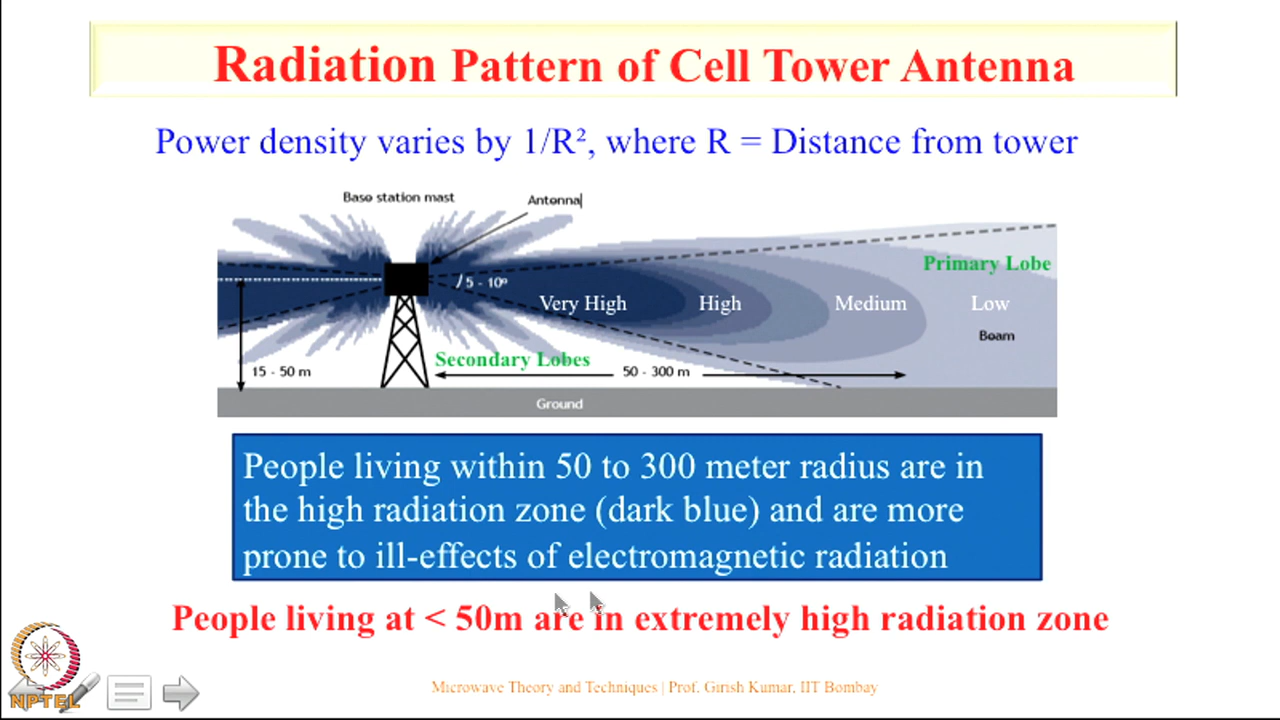 Radiation Pattern of Cell Tower Antenna
Power density varies by 1/R², where R = Distance from tower
Base station mast
Antenna
Primary Lobe
5 - 10º
Very High
High
Medium
Low
Beam
Secondary Lobes
15 - 50 m
50 - 300 m
Ground
People living within 50 to 300 meter radius are in
the high radiation zone (dark blue) and are more
prone to ill-effects of electromagnetic radiation
People living at < 50m are in extremely high radiation zone
NPTEL
Microwave Theory and Techniques | Prof. Girish Kumar, IIT Bombay